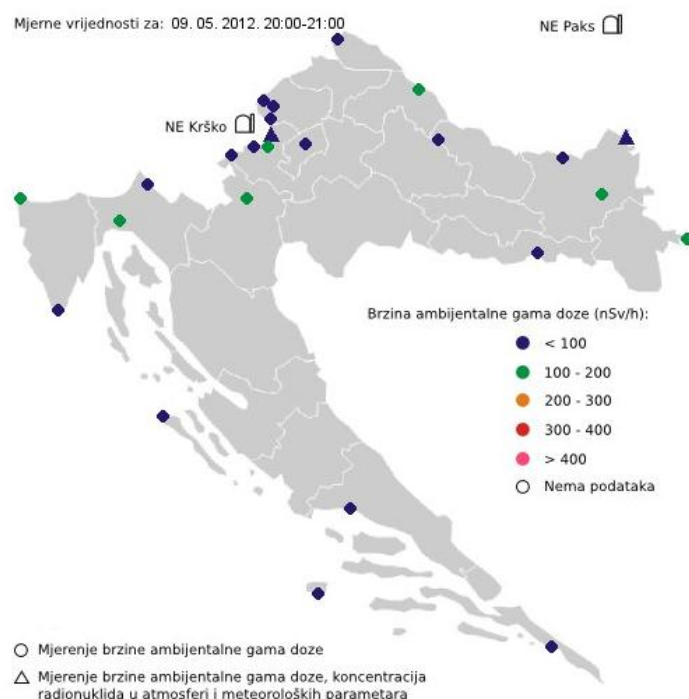 Mjerne vrijednosti za: 09. 05. 2012. 20:00-21:00
NE Paks
NE Krško
Brzina ambijentalne gama doze (nSv/h):
< 100
100 - 200
200 - 300
300 - 400
> 400
Nema podataka
Mjerenje brzine ambijentalne gama doze
Mjerenje brzine ambijentalne gama doze, koncentracija
radionuklida u atmosferi i meteoroloških parametara